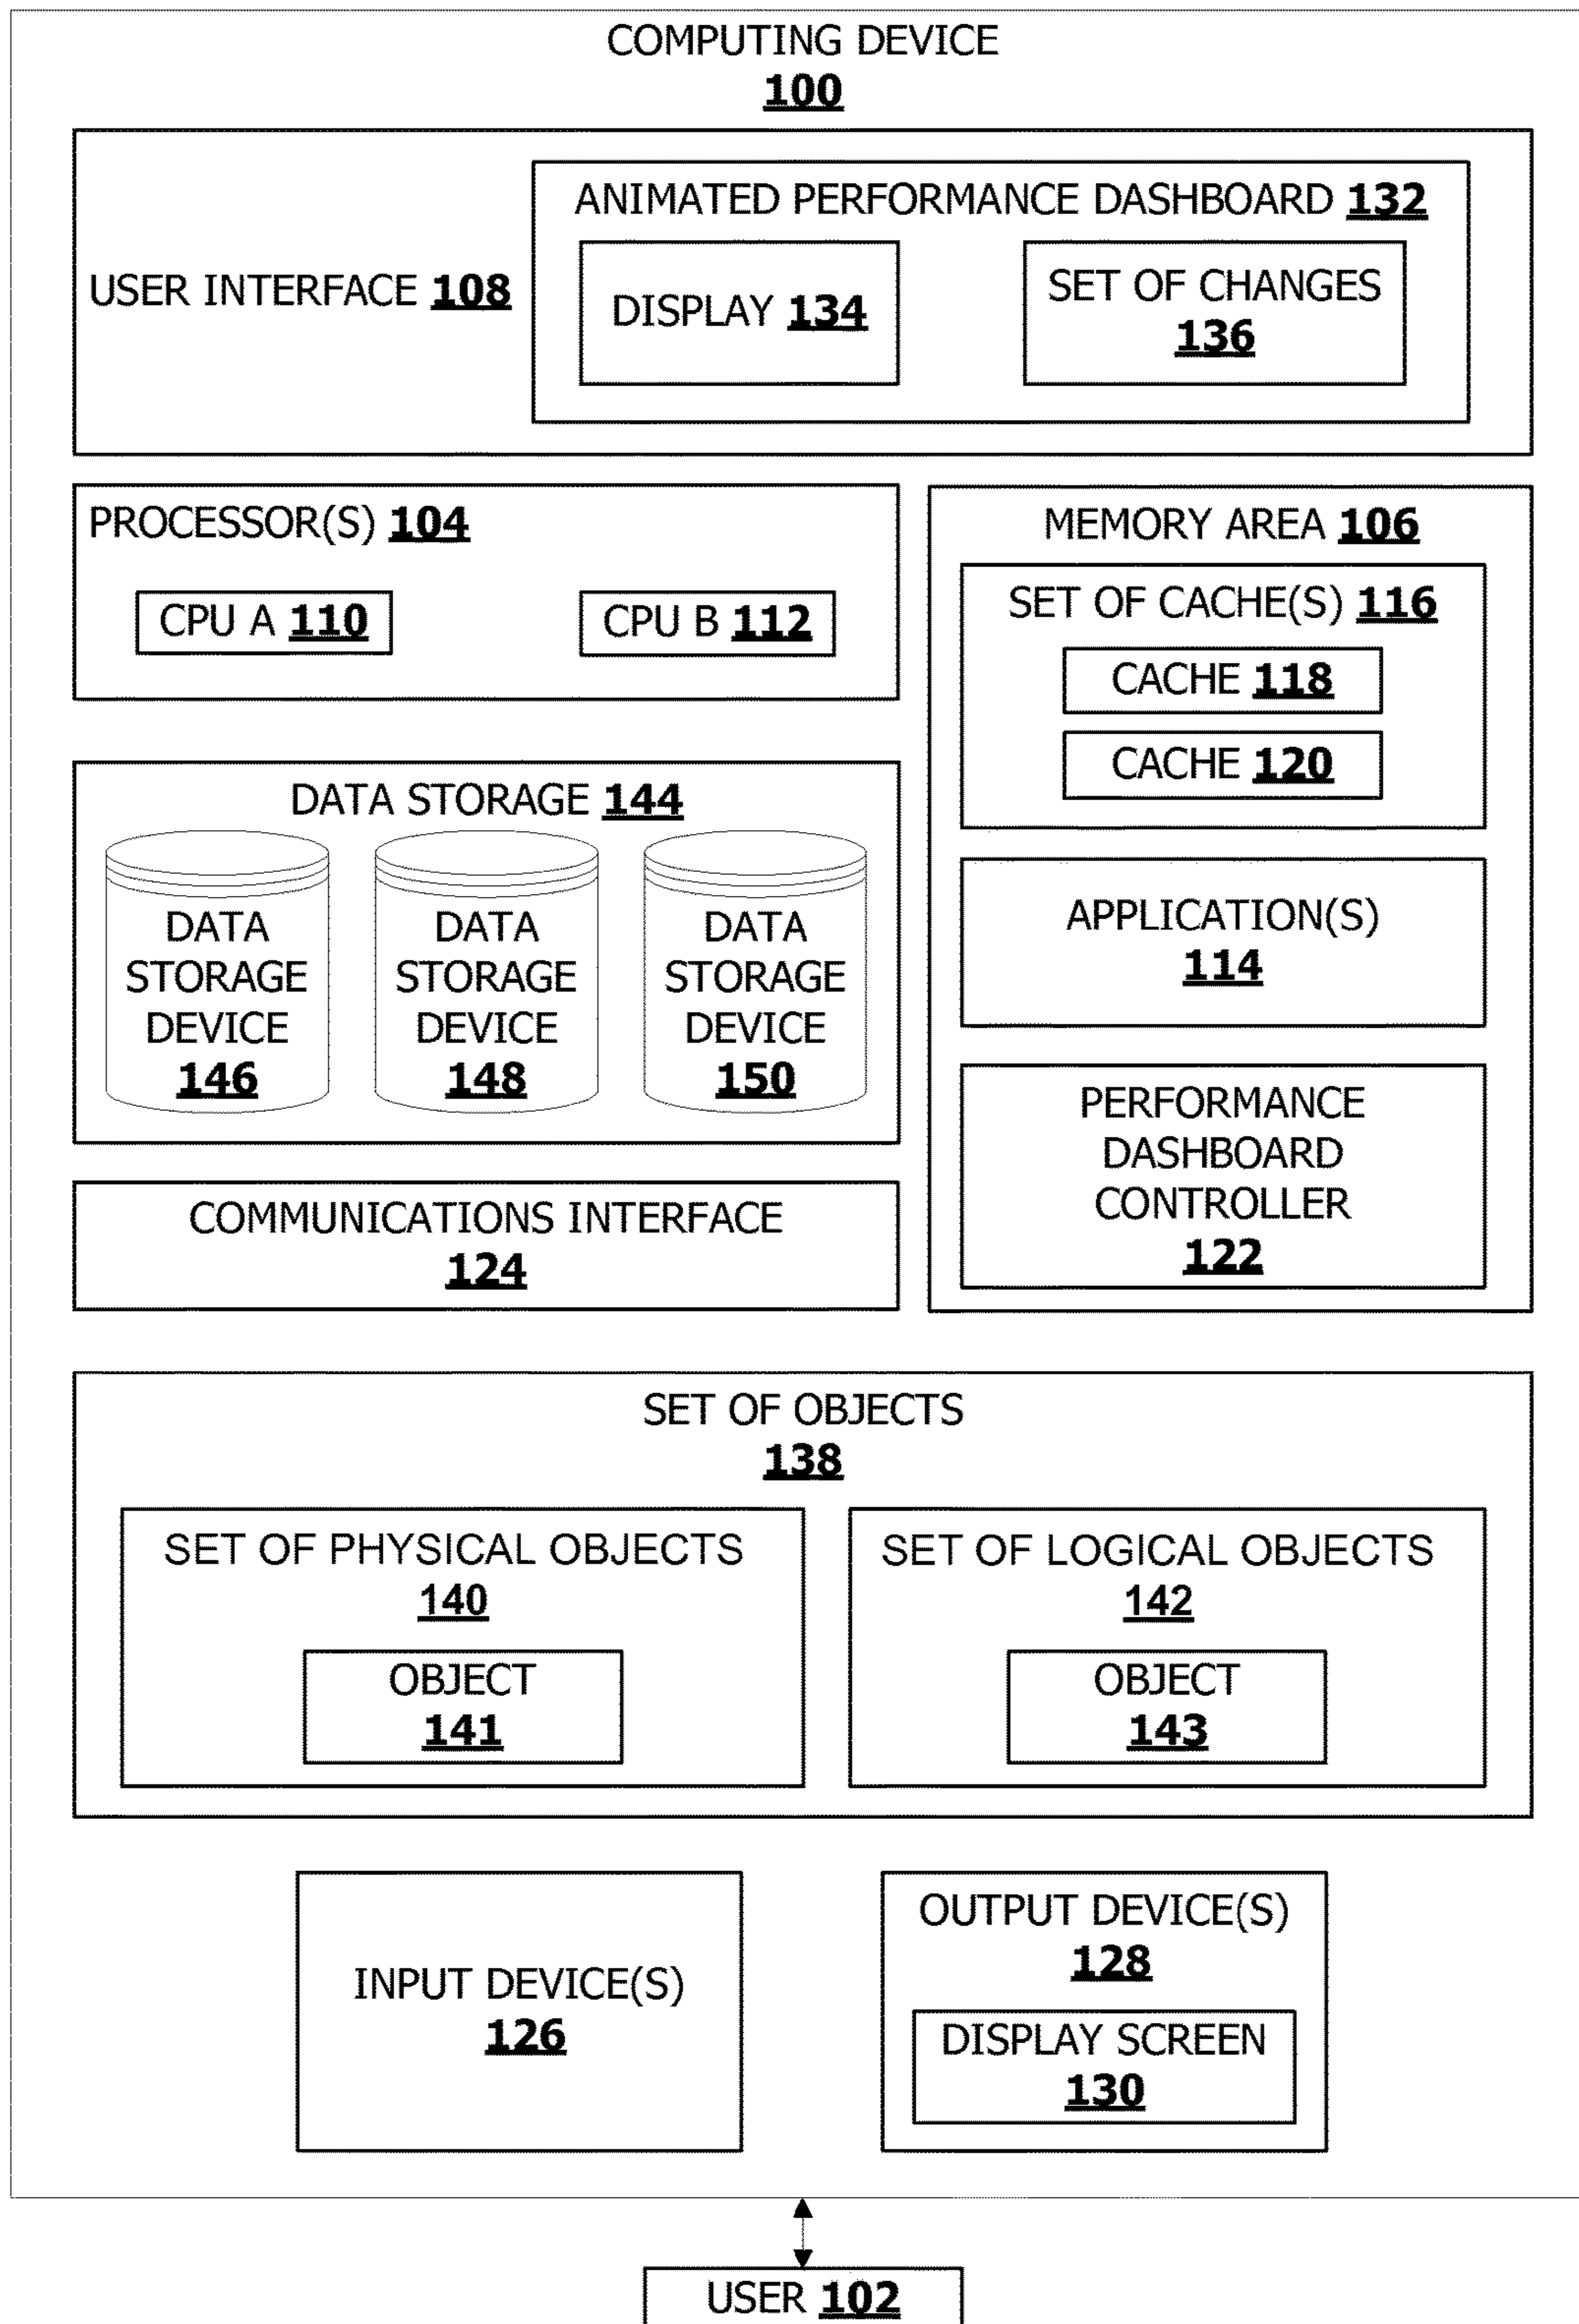 COMPUTING DEVICE
100
ANIMATED PERFORMANCE DASHBOARD 132
USER INTERFACE 108
DISPLAY 134
SET OF CHANGES
136
PROCESSOR(S) 104
CPU A 110
CPU B 112
MEMORY AREA 106
SET OF CACHE(S) 116
CACHE 118
CACHE 120
APPLICATION(S)
114
PERFORMANCE
DASHBOARD
CONTROLLER
122
DATA STORAGE 144
DATA
STORAGE
DEVICE
146
DATA
STORAGE
DEVICE
148
DATA
STORAGE
DEVICE
150
COMMUNICATIONS INTERFACE
124
SET OF OBJECTS
138
SET OF PHYSICAL OBJECTS
140
OBJECT
141
SET OF LOGICAL OBJECTS
142
OBJECT
143
INPUT DEVICE(S)
126
OUTPUT DEVICE(S)
128
DISPLAY SCREEN
130
USER 102